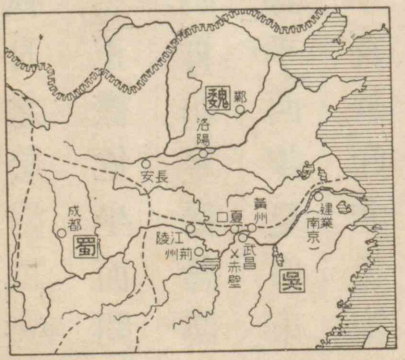 魏
鄴
洛陽
長安
成都
蜀
江陵
荊州
夏口
黃州
武昌
赤壁
建業
(南京)
吳